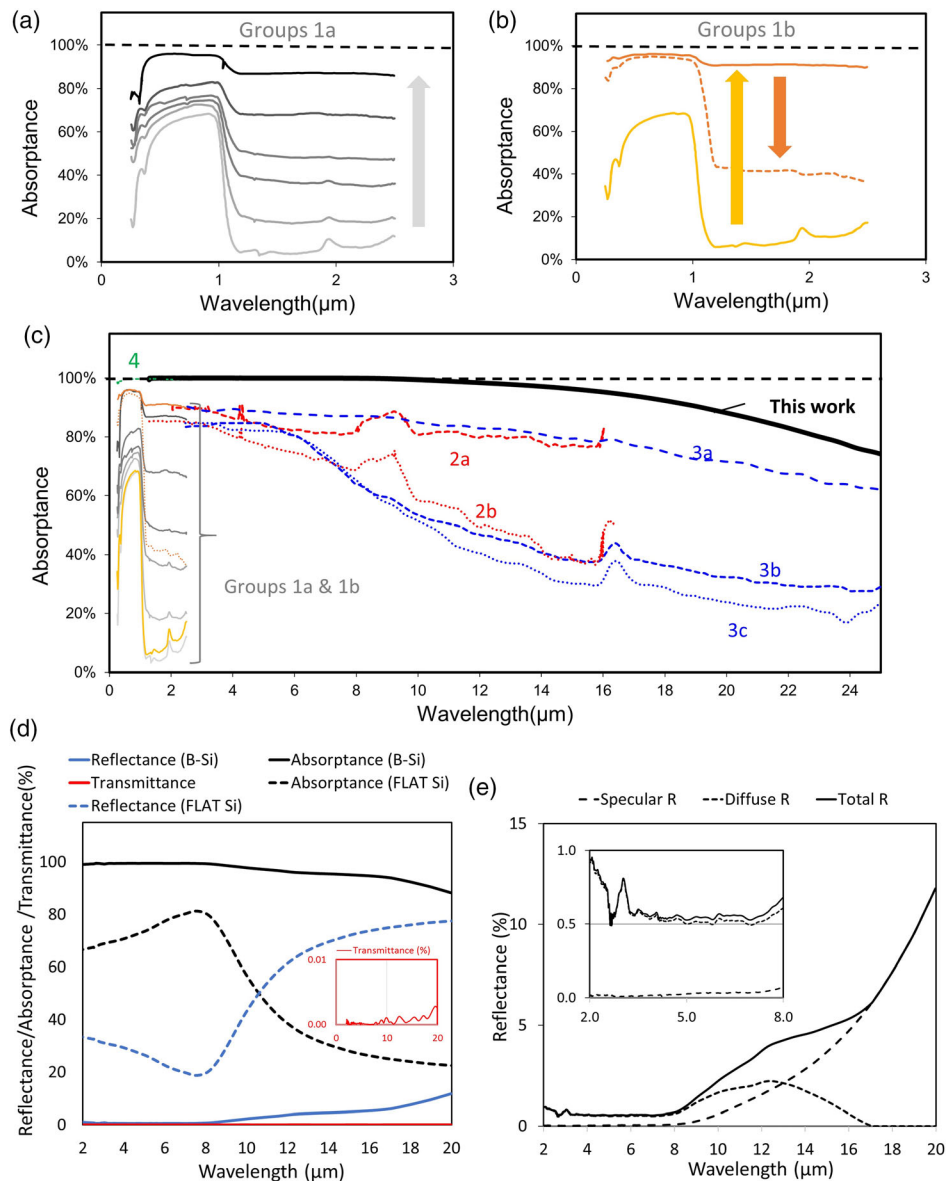 (a)
Groups 1a
100%
80%
60%
40%
20%
0%
Absorptance
0
1
2
3
Wavelength(μm)
(b)
Groups 1b
100%
80%
60%
40%
20%
0%
Absorptance
0
1
2
3
Wavelength(μm)
(c)
4
100%
80%
60%
40%
20%
0%
Absorptance
This work
2a
3a
2b
3b
3c
Groups 1a & 1b
0 2 4 6 8 10 12 14 16 18 20 22 24
Wavelength(μm)
(d)
Reflectance (B-Si)
Absorptance (B-Si)
Transmittance
Absorptance (FLAT Si)
Reflectance (FLAT Si)
Reflectance/Absorptance /Transmittance(%)
100
80
60
40
20
0
Transmittance (%)
0.01
0.00
0 10 20
2 4 6 8 10 12 14 16 18 20
Wavelength (μm)
(e)
Specular R Diffuse R Total R
Reflectance (%)
15
10
5
0
1.0
0.5
0.0
2.0 5.0 8.0
2 4 6 8 10 12 14 16 18 20
Wavelength (μm)